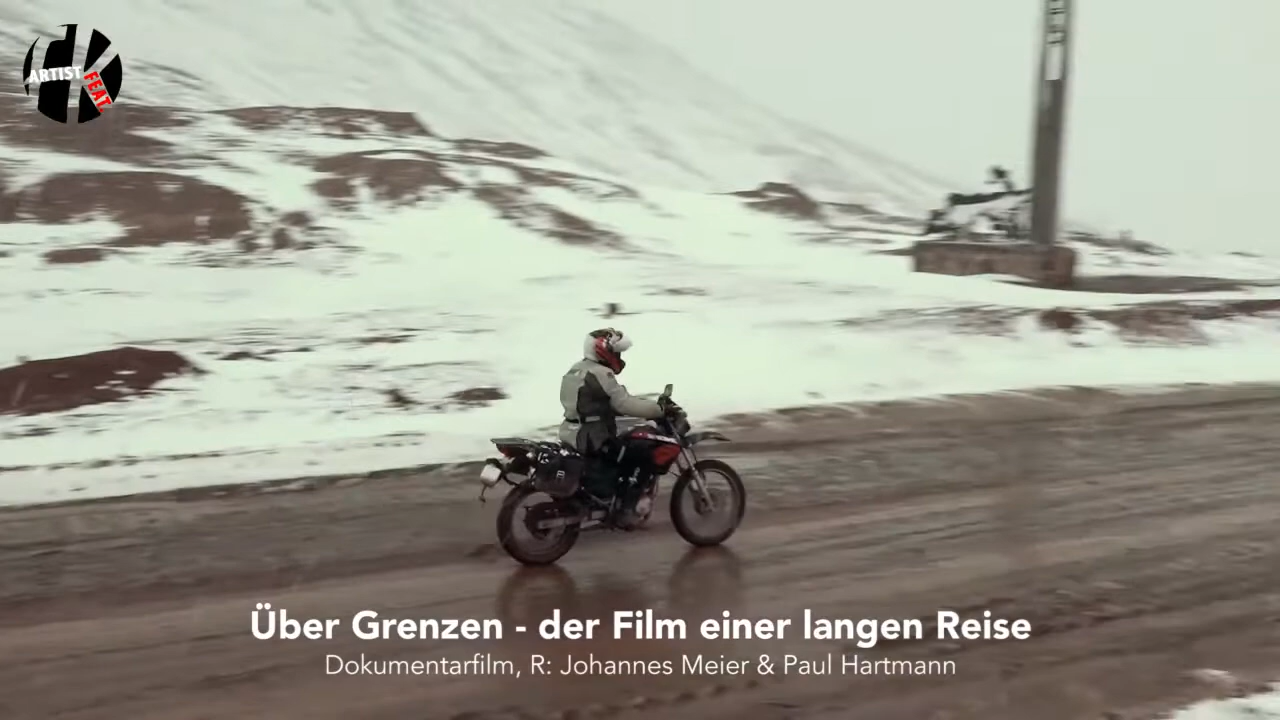 ARTIST
FEAT.
Über Grenzen - der Film einer langen Reise
Dokumentarfilm, R: Johannes Meier & Paul Hartmann